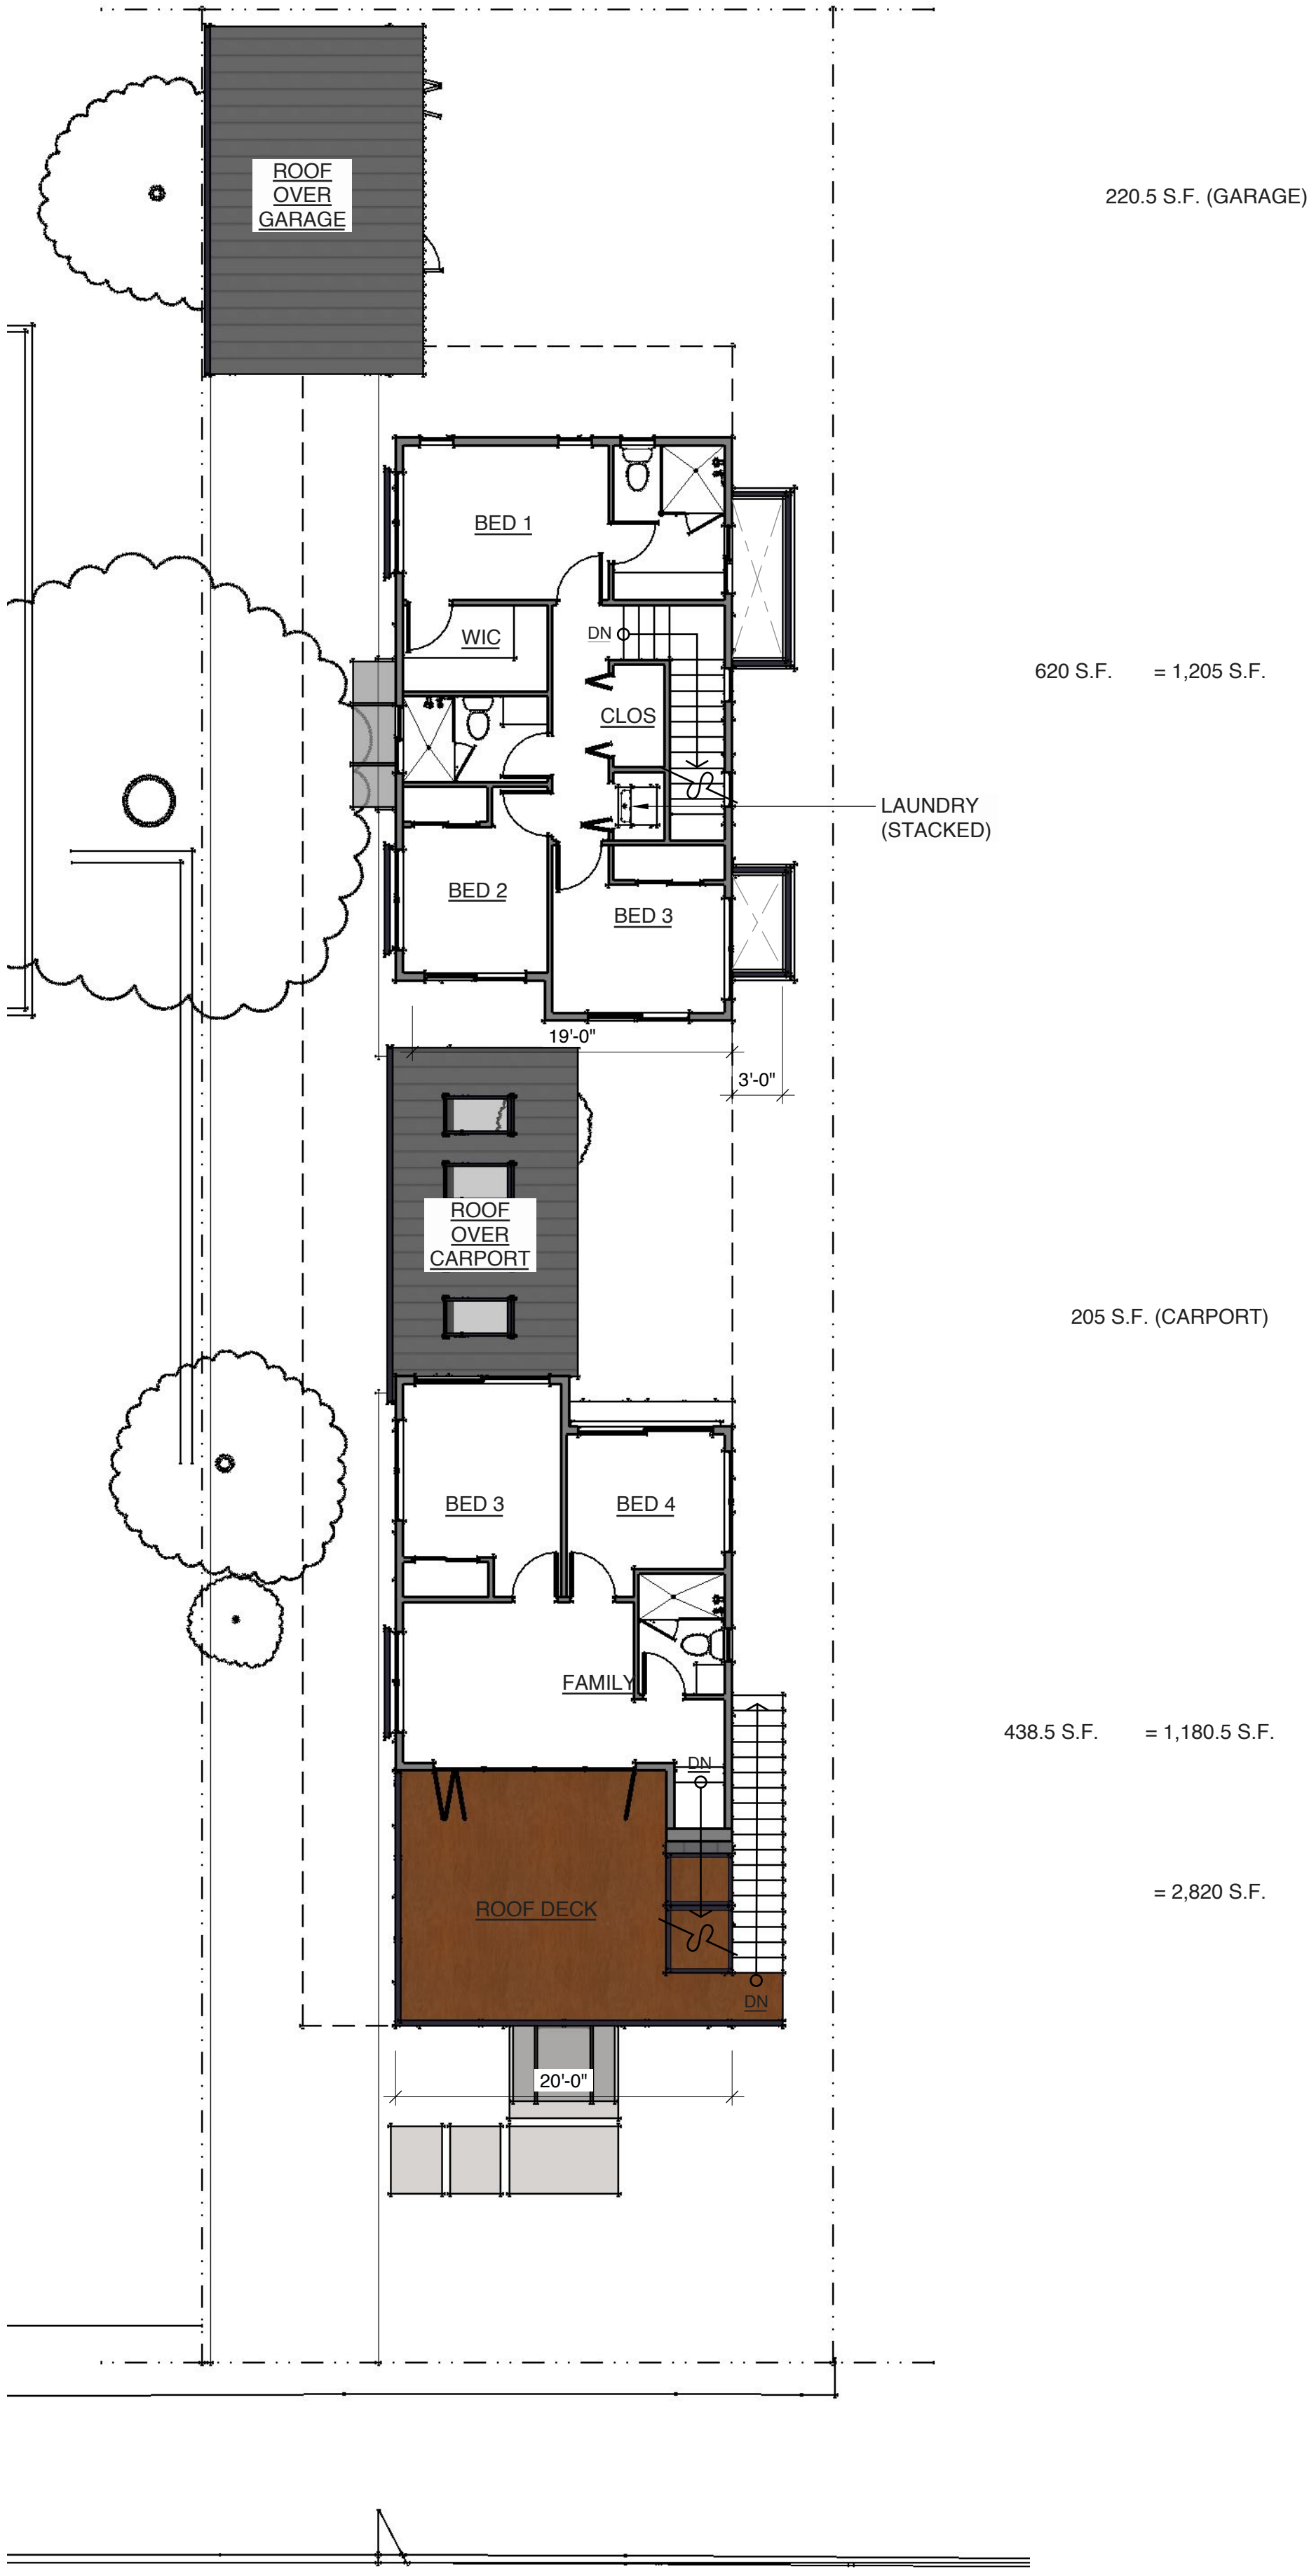 ROOF
OVER
GARAGE
220.5 S.F. (GARAGE)
BED 1
WIC
DN
620 S.F. = 1,205 S.F.
CLOS
LAUNDRY
(STACKED)
BED 2
BED 3
19'-0"
3'-0"
ROOF
OVER
CARPORT
205 S.F. (CARPORT)
BED 3
BED 4
FAMILY
438.5 S.F. = 1,180.5 S.F.
DN
= 2,820 S.F.
ROOF DECK
DN
20'-0"